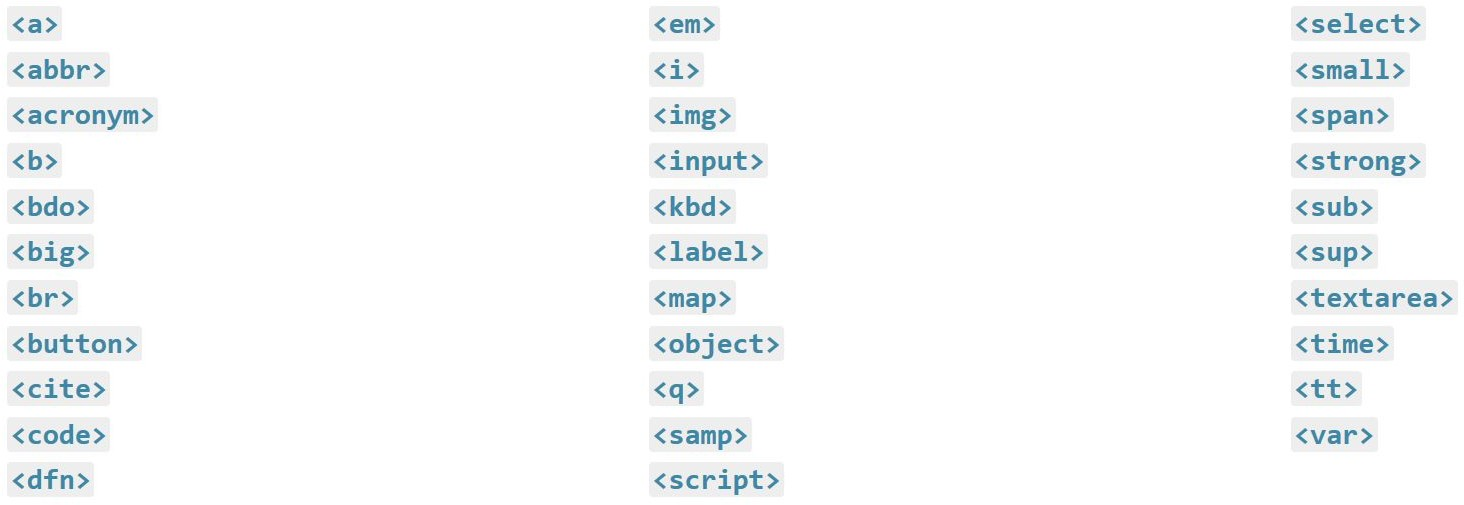 <a>
<abbr>
<acronym>
<b>
<bdo>
<big>
<br>
<button>
<cite>
<code>
<dfn>
<em>
<i>
<img>
<input>
<kbd>
<label>
<map>
<object>
<q>
<samp>
<script>
<select>
<small>
<span>
<strong>
<sub>
<sup>
<textarea>
<time>
<tt>
<var>